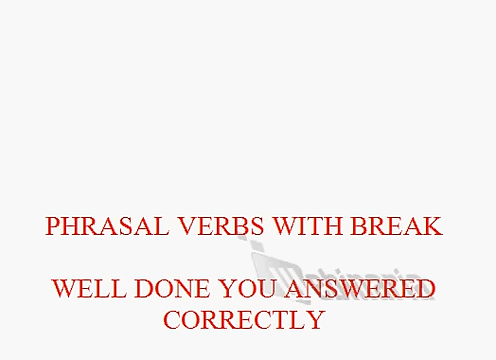 PHRASAL VERBS WITH BREAK
WELL DONE YOU ANSWERED
CORRECTLY